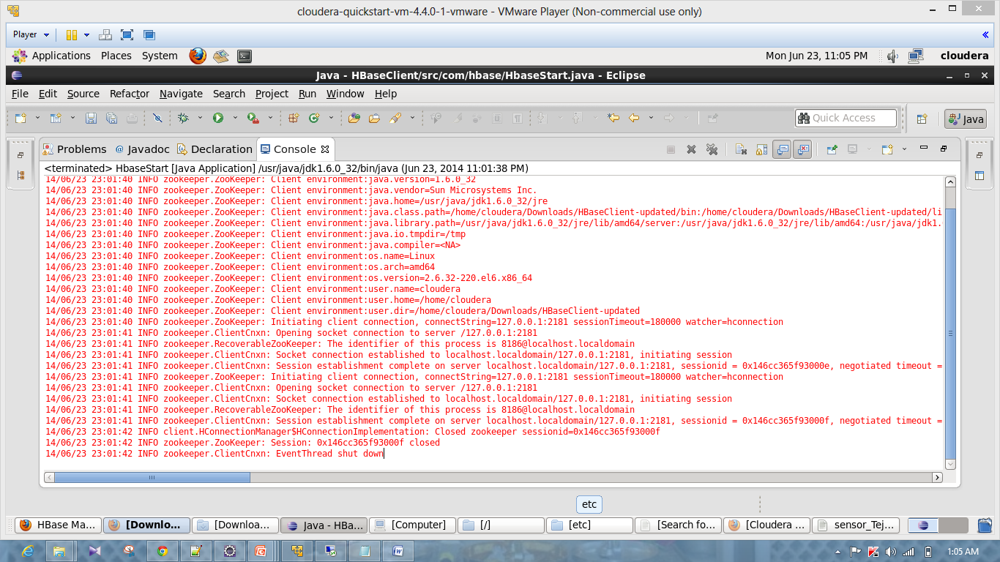 cloudera-quickstart-vm-4.4.0-1-vmware - VMware Player (Non-commercial use only)
Player
Applications Places System Mon Jun 23, 11:05 PM cloudera
Java - HBaseClient/src/com/hbase/HbaseStart.java - Eclipse
File Edit Source Refactor Navigate Search Project Run Window Help
Quick Access Java
Problems @ Javadoc Declaration Console
<terminated> HbaseStart [Java Application] /usr/java/jdk1.6.0_32/bin/java (Jun 23, 2014 11:01:38 PM)
14/06/23 23:01:40 INFO zookeeper.ZooKeeper: Client environment:java.version=1.6.0_32
14/06/23 23:01:40 INFO zookeeper.ZooKeeper: Client environment:java.vendor=Sun Microsystems Inc.
14/06/23 23:01:40 INFO zookeeper.ZooKeeper: Client environment:java.home=/usr/java/jdk1.6.0_32/jre
14/06/23 23:01:40 INFO zookeeper.ZooKeeper: Client environment:java.class.path=/home/cloudera/Downloads/HBaseClient-updated/bin:/home/cloudera/Downloads/HBaseClient-updated/li
14/06/23 23:01:40 INFO zookeeper.ZooKeeper: Client environment:java.library.path=/usr/java/jdk1.6.0_32/jre/lib/amd64/server:/usr/java/jdk1.6.0_32/jre/lib/amd64:/usr/java/jdk1.
14/06/23 23:01:40 INFO zookeeper.ZooKeeper: Client environment:java.io.tmpdir=/tmp
14/06/23 23:01:40 INFO zookeeper.ZooKeeper: Client environment:java.compiler=<NA>
14/06/23 23:01:40 INFO zookeeper.ZooKeeper: Client environment:os.name=Linux
14/06/23 23:01:40 INFO zookeeper.ZooKeeper: Client environment:os.arch=amd64
14/06/23 23:01:40 INFO zookeeper.ZooKeeper: Client environment:os.version=2.6.32-220.el6.x86_64
14/06/23 23:01:40 INFO zookeeper.ZooKeeper: Client environment:user.name=cloudera
14/06/23 23:01:40 INFO zookeeper.ZooKeeper: Client environment:user.home=/home/cloudera
14/06/23 23:01:40 INFO zookeeper.ZooKeeper: Client environment:user.dir=/home/cloudera/Downloads/HBaseClient-updated
14/06/23 23:01:40 INFO zookeeper.ZooKeeper: Initiating client connection, connectString=127.0.0.1:2181 sessionTimeout=180000 watcher=hconnection
14/06/23 23:01:41 INFO zookeeper.ClientCnxn: Opening socket connection to server /127.0.0.1:2181
14/06/23 23:01:41 INFO zookeeper.RecoverableZooKeeper: The identifier of this process is 8186@localhost.localdomain
14/06/23 23:01:41 INFO zookeeper.ClientCnxn: Socket connection established to localhost.localdomain/127.0.0.1:2181, initiating session
14/06/23 23:01:41 INFO zookeeper.ClientCnxn: Session establishment complete on server localhost.localdomain/127.0.0.1:2181, sessionid = 0x146cc365f93000e, negotiated timeout =
14/06/23 23:01:41 INFO zookeeper.ZooKeeper: Initiating client connection, connectString=127.0.0.1:2181 sessionTimeout=180000 watcher=hconnection
14/06/23 23:01:41 INFO zookeeper.ClientCnxn: Opening socket connection to server /127.0.0.1:2181
14/06/23 23:01:41 INFO zookeeper.ClientCnxn: Socket connection established to localhost.localdomain/127.0.0.1:2181, initiating session
14/06/23 23:01:41 INFO zookeeper.RecoverableZooKeeper: The identifier of this process is 8186@localhost.localdomain
14/06/23 23:01:41 INFO zookeeper.ClientCnxn: Session establishment complete on server localhost.localdomain/127.0.0.1:2181, sessionid = 0x146cc365f93000f, negotiated timeout =
14/06/23 23:01:42 INFO client.HConnectionManager$HConnectionImplementation: Closed zookeeper sessionid=0x146cc365f93000f
14/06/23 23:01:42 INFO zookeeper.ZooKeeper: Session: 0x146cc365f93000f closed
14/06/23 23:01:42 INFO zookeeper.ClientCnxn: EventThread shut down
etc
HBase Ma... [Downlo... [Downloa... Java - HBa... [Computer] [/] [etc] [Search fo... [Cloudera ... sensor_Tej...
1:05 AM